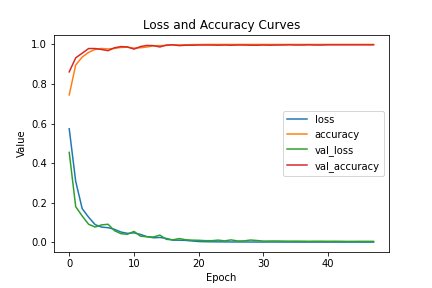 Loss and Accuracy Curves
1.0
0.8
0.6
0.4
0.2
0.0
Value
loss
accuracy
val_loss
val_accuracy
0 10 20 30 40
Epoch